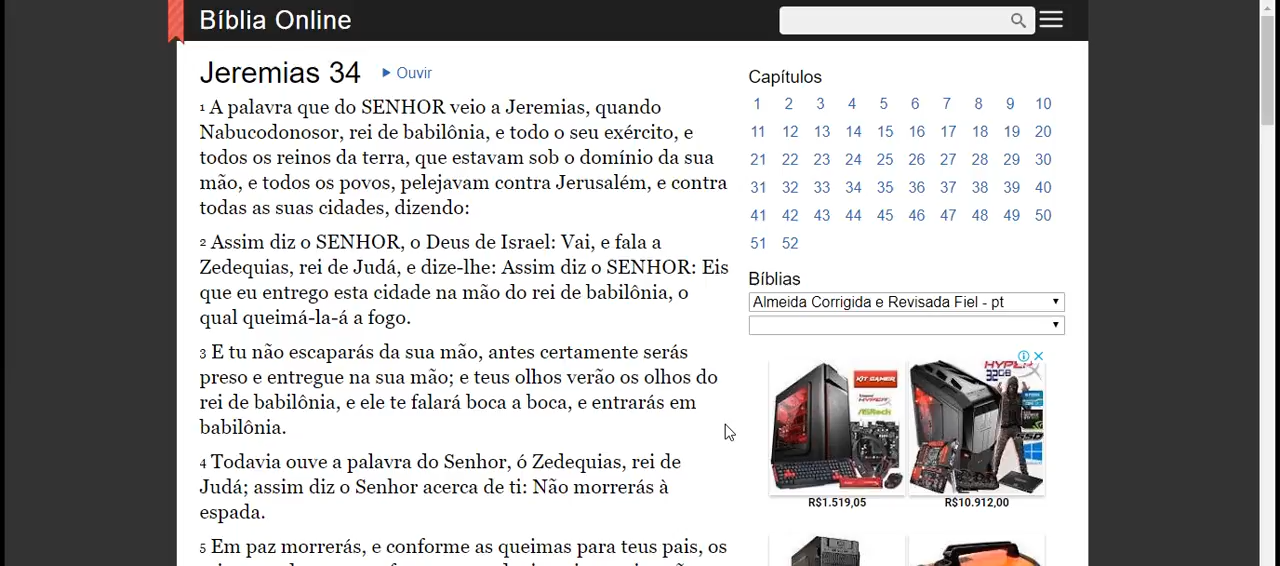 Bíblia Online
Jeremias 34
Ouvir
1 A palavra que do SENHOR veio a Jeremias, quando
Nabucodonosor, rei de babilônia, e todo o seu exército, e
todos os reinos da terra, que estavam sob o domínio da sua
mão, e todos os povos, pelejavam contra Jerusalém, e contra
todas as suas cidades, dizendo:
2 Assim diz o SENHOR, o Deus de Israel: Vai, e fala a
Zedequias, rei de Judá, e dize-lhe: Assim diz o SENHOR: Eis
que eu entrego esta cidade na mão do rei de babilônia, o
qual queimá-la-á a fogo.
3 E tu não escaparás da sua mão, antes certamente serás
preso e entregue na sua mão; e teus olhos verão os olhos do
rei de babilônia, e ele te falará boca a boca, e entrarás em
babilônia.
4 Todavia ouve a palavra do Senhor, ó Zedequias, rei de
Judá; assim diz o Senhor acerca de ti: Não morrerás à
espada.
5 Em paz morrerás, e conforme as queimas para teus pais, os
Capítulos
1 2 3 4 5 6 7 8 9 10
11 12 13 14 15 16 17 18 19 20
21 22 23 24 25 26 27 28 29 30
31 32 33 34 35 36 37 38 39 40
41 42 43 44 45 46 47 48 49 50
51 52
Bíblias
Almeida Corrigida e Revisada Fiel - pt
KIT GAMER
HYPERX
ASRock
HYPERX
32GB
R$1.519,05
R$10.912,00